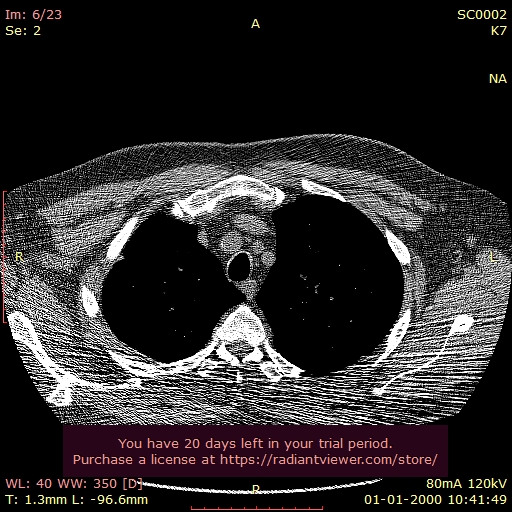 Im: 6/23
Se: 2
A
SC0002
K7
NA
R
L
You have 20 days left in your trial period.
Purchase a license at https://radiantviewer.com/store/
WL: 40 WW: 350 [D]
T: 1.3mm L: -96.6mm
P
80mA 120kV
01-01-2000 10:41:49